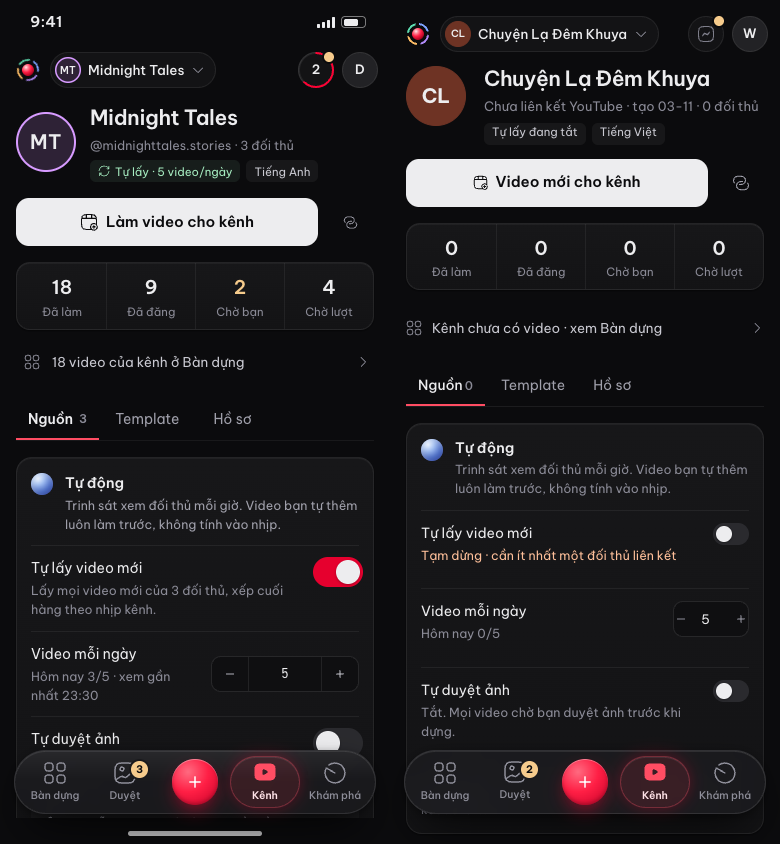 9:41
MT Midnight Tales
2
D
MT
Midnight Tales
@midnighttales.stories · 3 đối thủ
Tự lấy · 5 video/ngày
Tiếng Anh
Làm video cho kênh
18
9
2
4
Đã làm
Đã đăng
Chờ bạn
Chờ lượt
18 video của kênh ở Bàn dựng
Nguồn 3
Template
Hồ sơ
Tự động
Trinh sát xem đối thủ mỗi giờ. Video bạn tự thêm
luôn làm trước, không tính vào nhịp.
Tự lấy video mới
Lấy mọi video mới của 3 đối thủ, xếp cuối
hàng theo nhịp kênh.
Video mỗi ngày
Hôm nay 3/5 · xem gần
nhất 23:30
− 5 +
Tự duyệt ảnh
3
+
Bàn dựng
Duyệt
Kênh
Khám phá
CL Chuyện Lạ Đêm Khuya
W
CL
Chuyện Lạ Đêm Khuya
Chưa liên kết YouTube · tạo 03-11 · 0 đối thủ
Tự lấy đang tắt
Tiếng Việt
Video mới cho kênh
0
0
0
0
Đã làm
Đã đăng
Chờ bạn
Chờ lượt
Kênh chưa có video · xem Bàn dựng
Nguồn 0
Template
Hồ sơ
Tự động
Trinh sát xem đối thủ mỗi giờ. Video bạn tự thêm
luôn làm trước, không tính vào nhịp.
Tự lấy video mới
Tạm dừng · cần ít nhất một đối thủ liên kết
Video mỗi ngày
Hôm nay 0/5
− 5 +
Tự duyệt ảnh
Tắt. Mọi video chờ bạn duyệt ảnh trước khi
dựng.
2
+
Bàn dựng
Duyệt
Kênh
Khám phá